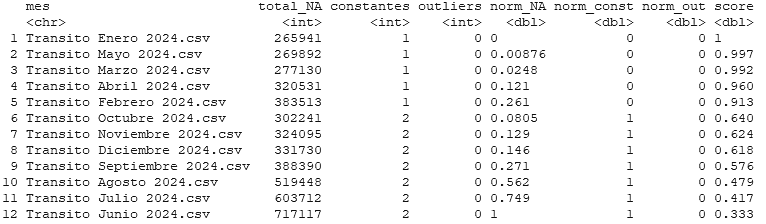 mes total_NA constantes outliers norm_NA norm_const norm_out score
<chr> <int> <int> <int> <dbl> <dbl> <dbl> <dbl>
1 Transito Enero 2024.csv 265941 1 0 0 0 0 1
2 Transito Mayo 2024.csv 269892 1 0 0.00876 0 0 0.997
3 Transito Marzo 2024.csv 277130 1 0 0.0248 0 0 0.992
4 Transito Abril 2024.csv 320531 1 0 0.121 0 0 0.960
5 Transito Febrero 2024.csv 383513 1 0 0.261 0 0 0.913
6 Transito Octubre 2024.csv 302241 2 0 0.0805 1 0 0.640
7 Transito Noviembre 2024.csv 324095 2 0 0.129 1 0 0.624
8 Transito Diciembre 2024.csv 331730 2 0 0.146 1 0 0.618
9 Transito Septiembre 2024.csv 388390 2 0 0.271 1 0 0.576
10 Transito Agosto 2024.csv 519448 2 0 0.562 1 0 0.479
11 Transito Julio 2024.csv 603712 2 0 0.749 1 0 0.417
12 Transito Junio 2024.csv 717117 2 0 1 1 0 0.333